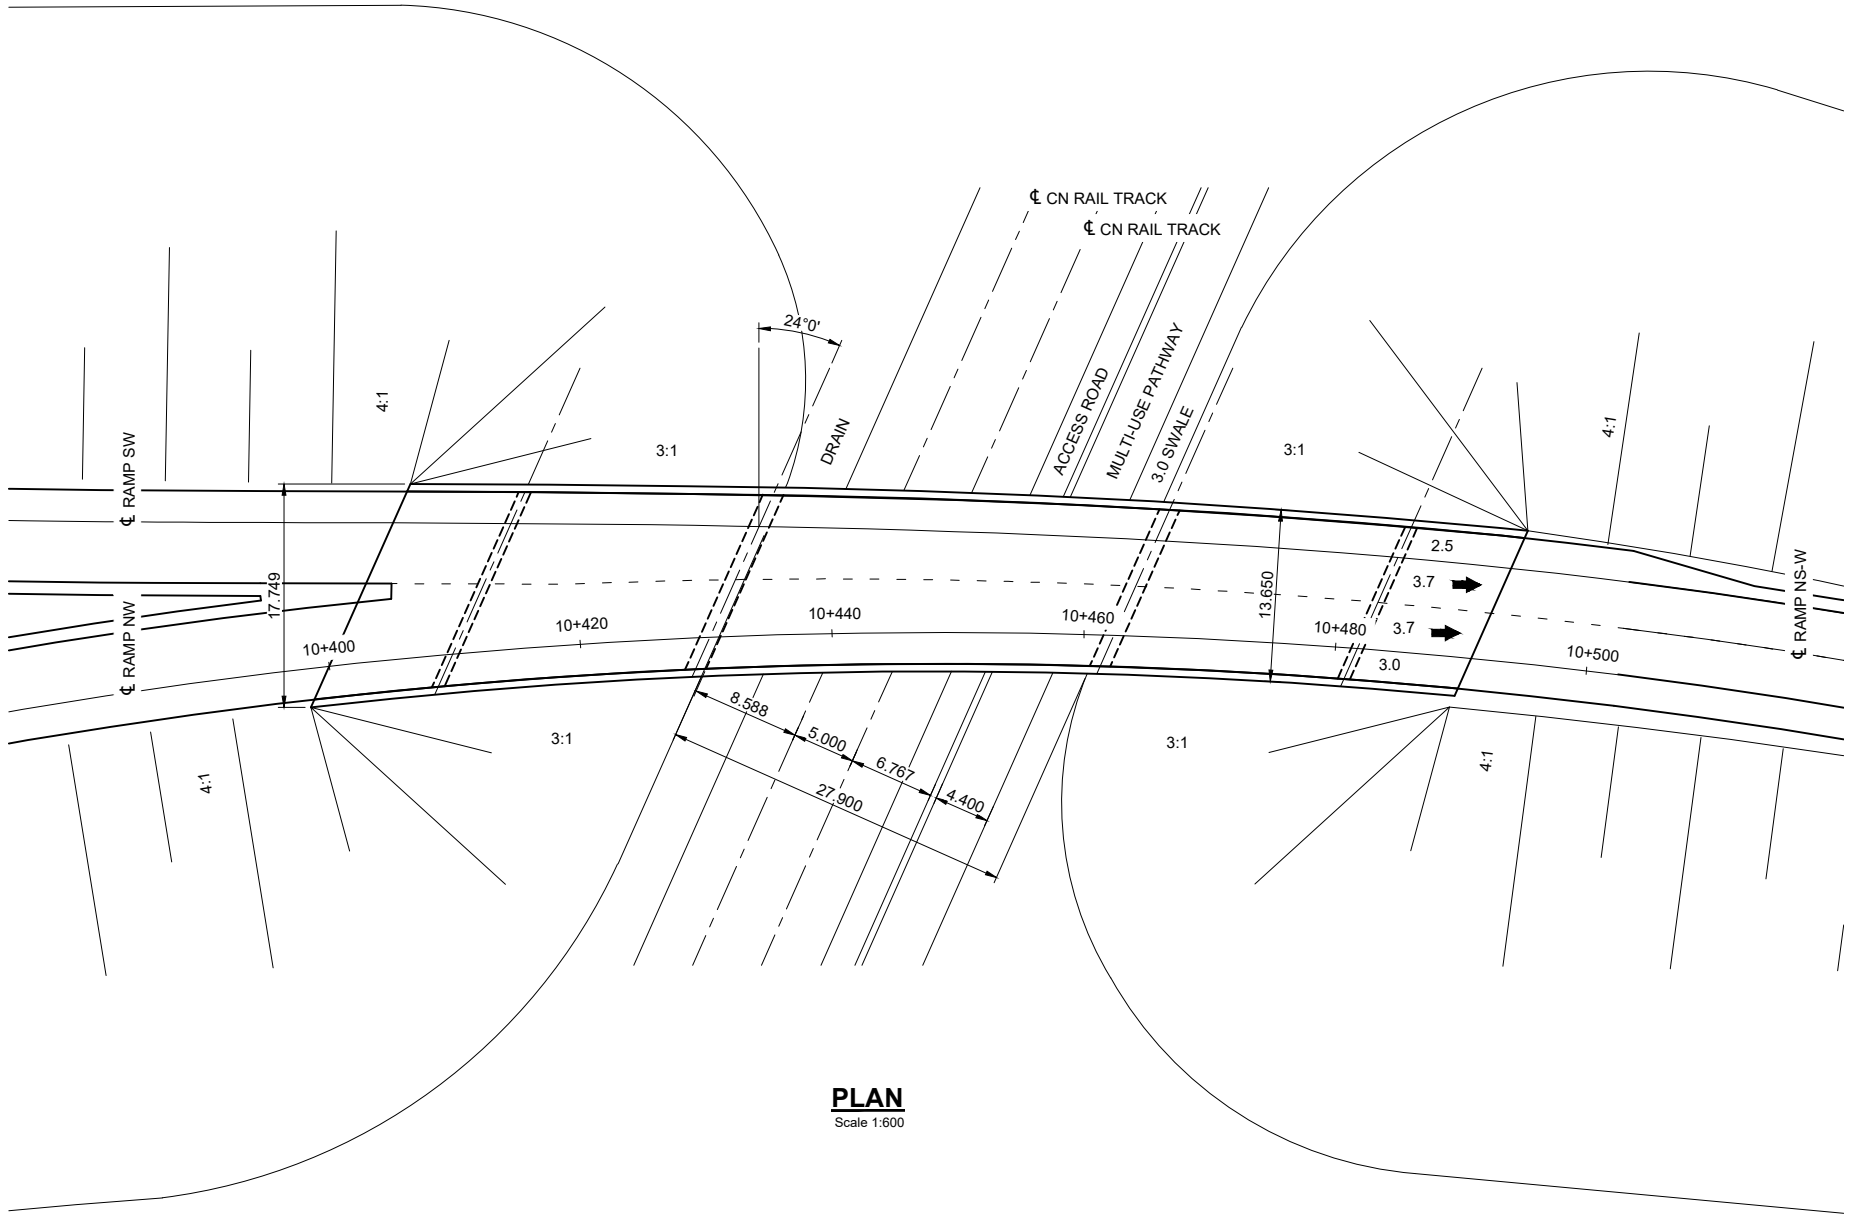 ℄ CN RAIL TRACK
℄ CN RAIL TRACK
24°0'
DRAIN
ACCESS ROAD
MULTI-USE PATHWAY
3.0 SWALE
4:1
3:1
3:1
4:1
℄ RAMP SW
℄ RAMP NW
17.749
13.650
2.5
3.7
3.7
3.0
10+400
10+420
10+440
10+460
10+480
10+500
℄ RAMP NS-W
8.588
5.000
6.767
4.400
27.900
4:1
3:1
3:1
4:1
PLAN
Scale 1:600